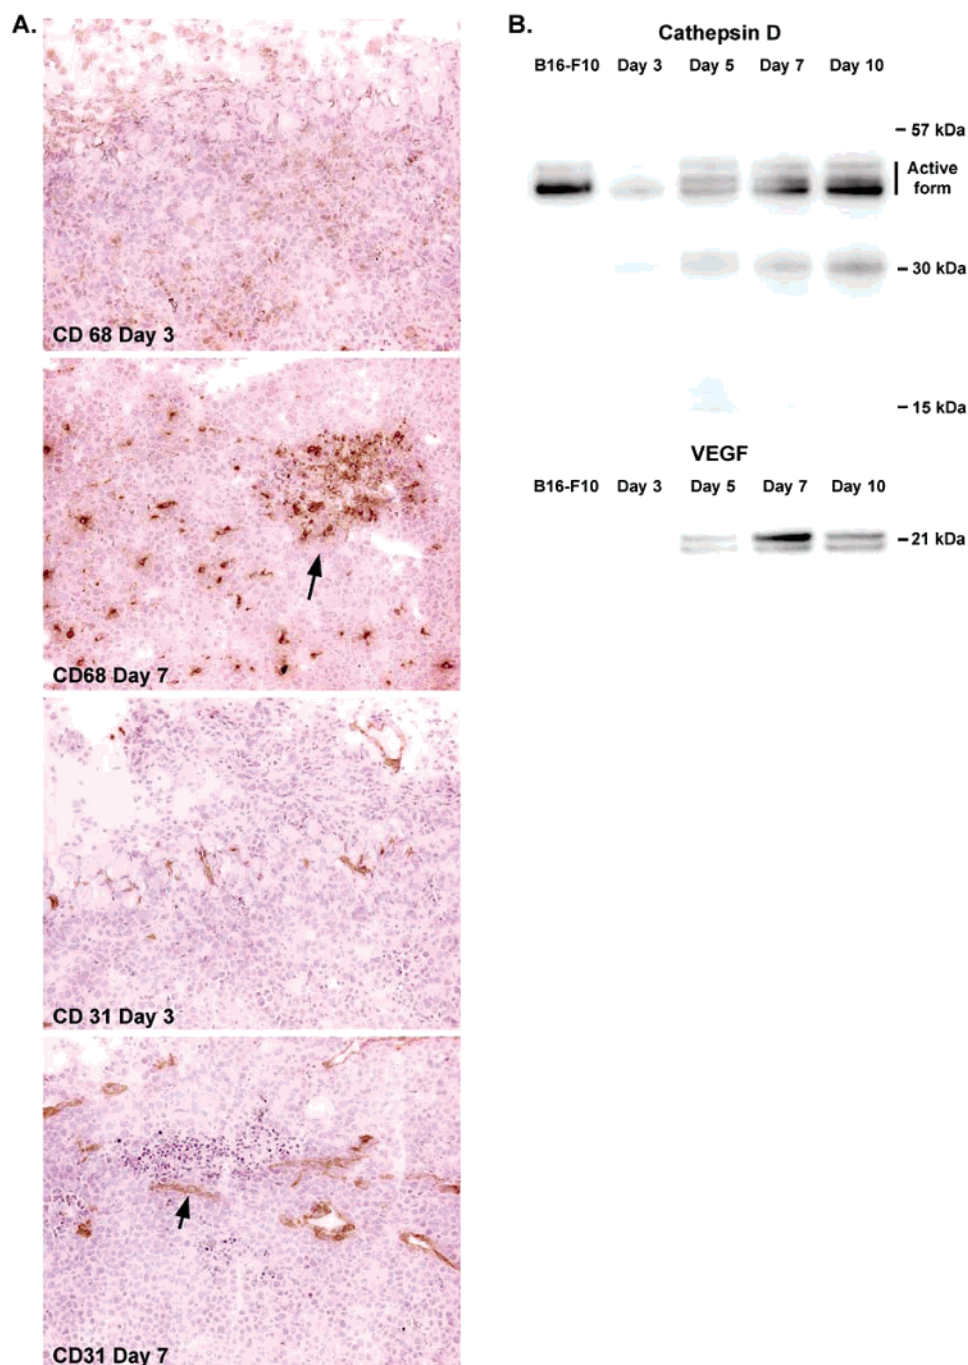 A.
CD 68 Day 3
CD68 Day 7
CD 31 Day 3
CD31 Day 7
B.
Cathepsin D
B16-F10 Day 3 Day 5 Day 7 Day 10
– 57 kDa
Active
form
– 30 kDa
– 15 kDa
VEGF
B16-F10 Day 3 Day 5 Day 7 Day 10
– 21 kDa